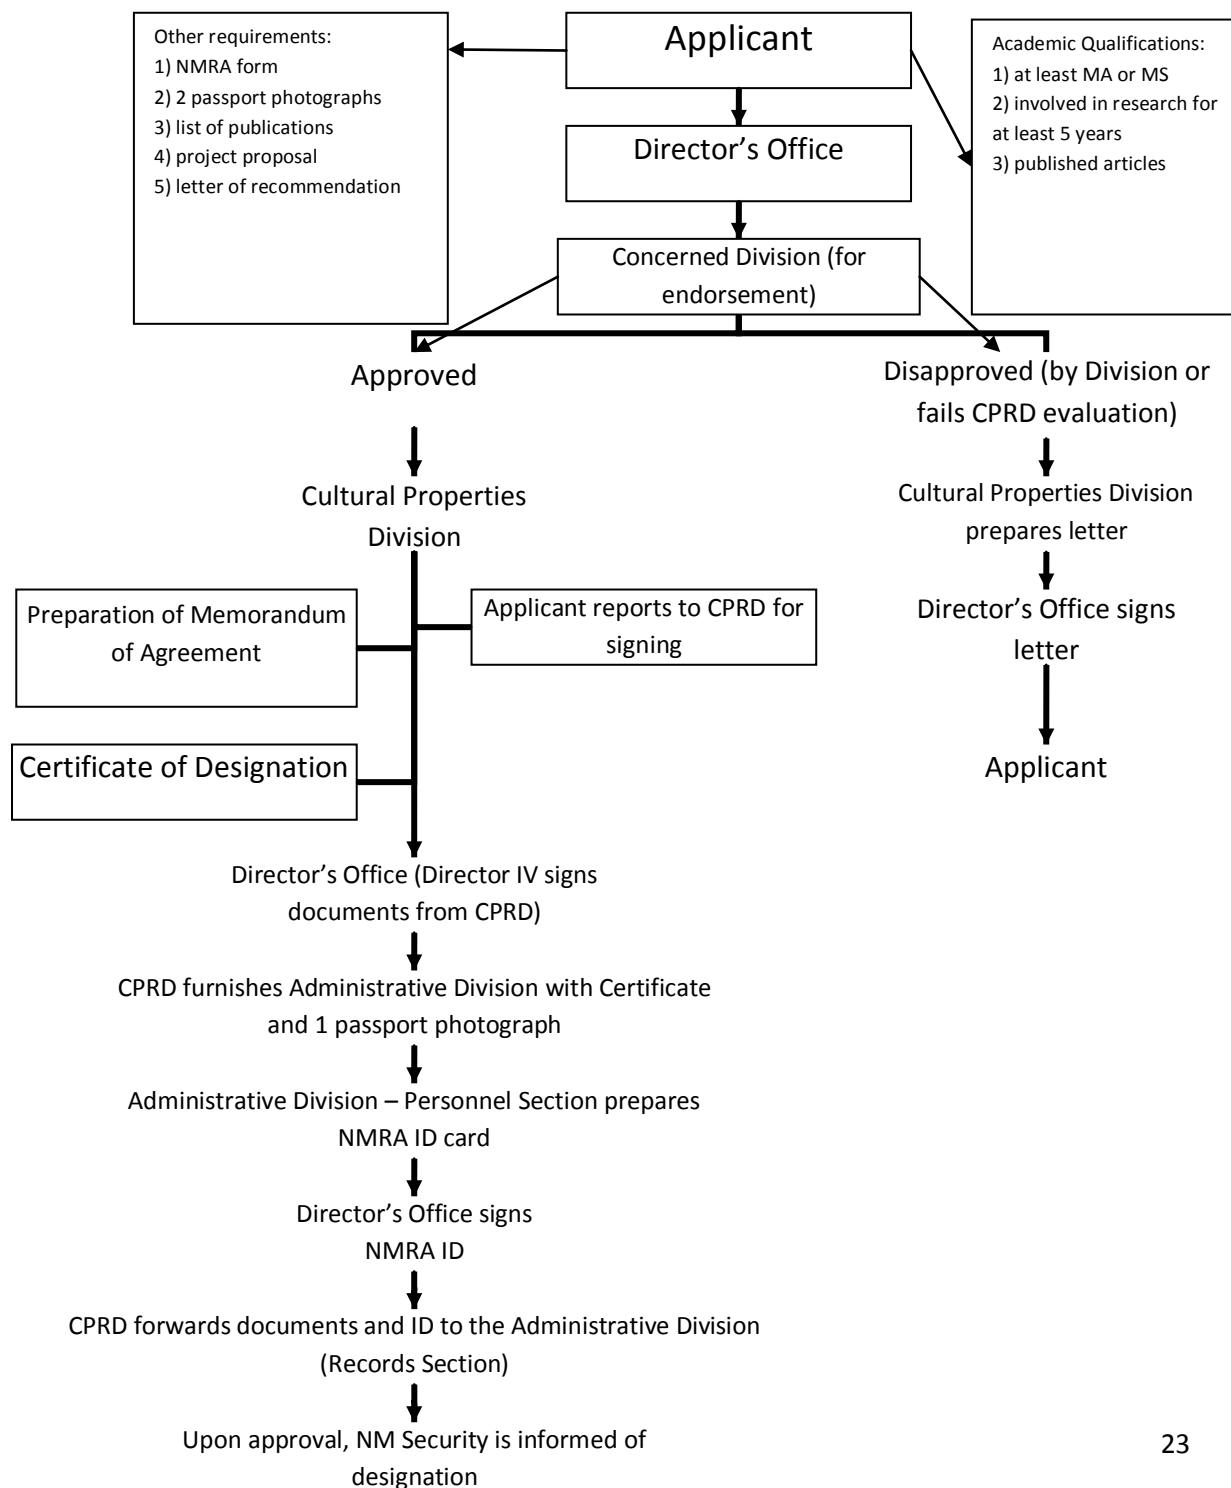 Other requirements:
1) NMRA form
2) 2 passport photographs
3) list of publications
4) project proposal
5) letter of recommendation
Applicant
Academic Qualifications:
1) at least MA or MS
2) involved in research for
at least 5 years
3) published articles
Director’s Office
Concerned Division (for
endorsement)
Approved
Disapproved (by Division or
fails CPRD evaluation)
Cultural Properties
Division
Cultural Properties Division
prepares letter
Preparation of Memorandum
of Agreement
Applicant reports to CPRD for
signing
Director’s Office signs
letter
Certificate of Designation
Applicant
Director’s Office (Director IV signs
documents from CPRD)
CPRD furnishes Administrative Division with Certificate
and 1 passport photograph
Administrative Division – Personnel Section prepares
NMRA ID card
Director’s Office signs
NMRA ID
CPRD forwards documents and ID to the Administrative Division
(Records Section)
Upon approval, NM Security is informed of
designation
23